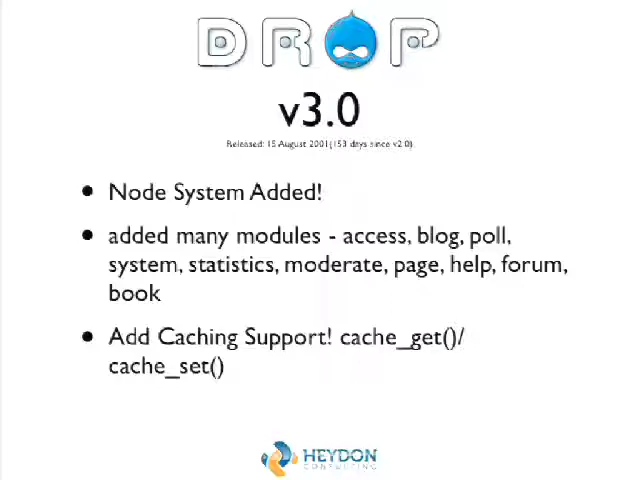 DROP
v3.0
Released: 15 August 2001(153 days since v2.0)
• Node System Added!
• added many modules - access, blog, poll,
system, statistics, moderate, page, help, forum,
book
• Add Caching Support! cache_get()/
cache_set()
HEYDON
CONSULTING